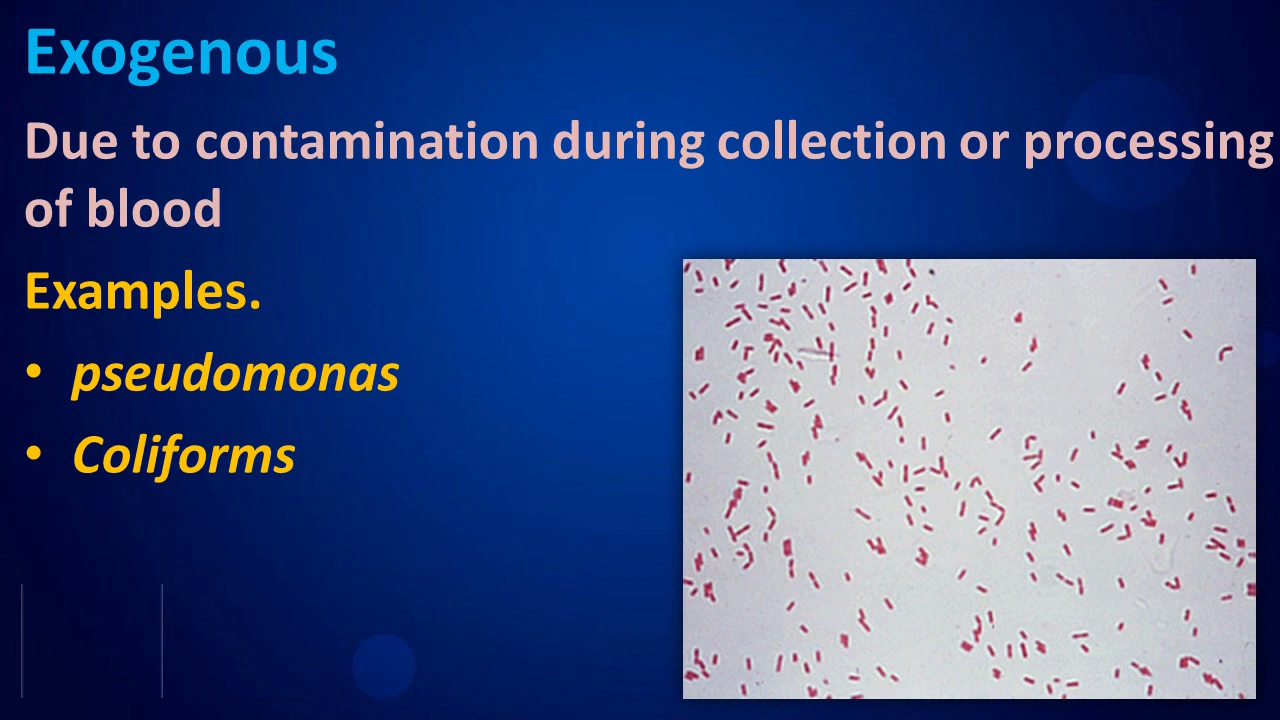 Exogenous
Due to contamination during collection or processing
of blood
Examples.
• pseudomonas
• Coliforms